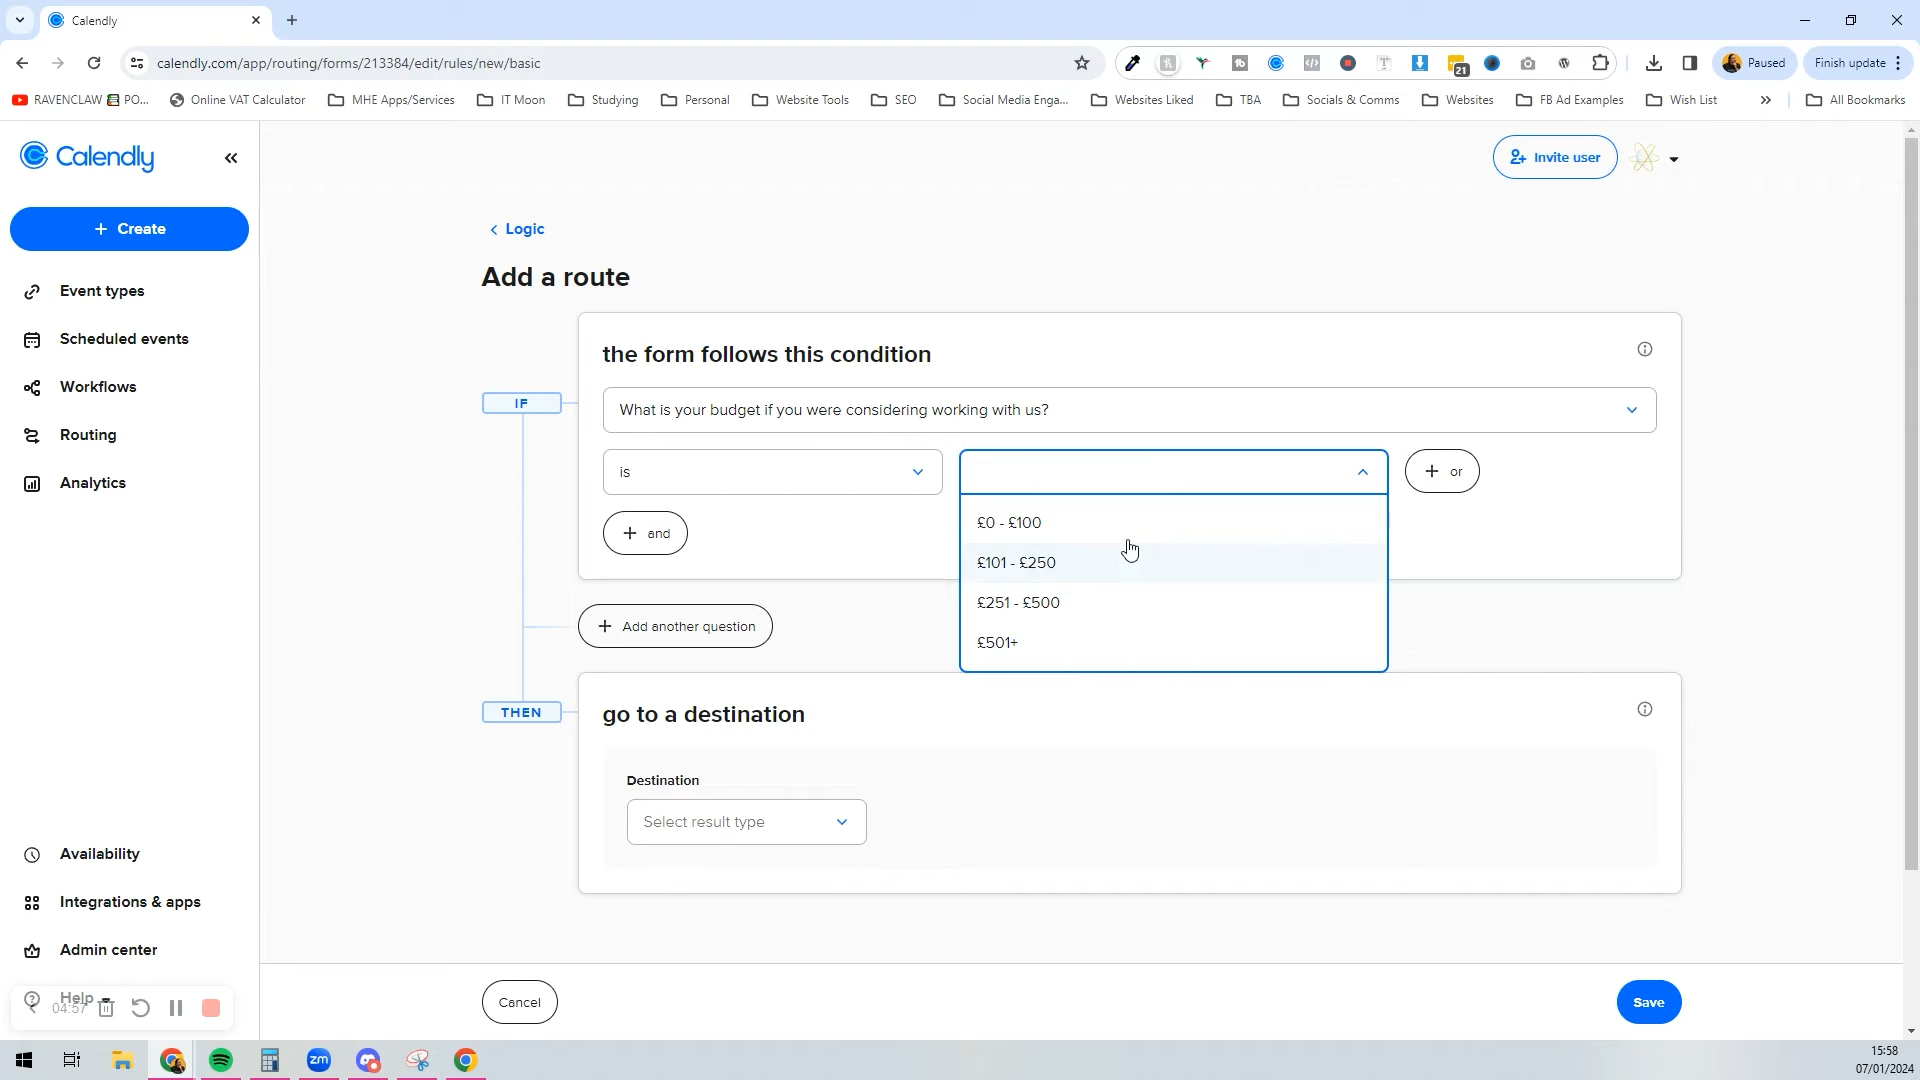 Calendly
calendly.com/app/routing/forms/213384/edit/rules/new/basic
21
Paused
Finish update
RAVENCLAW
PO...
Online VAT Calculator
MHE Apps/Services
IT Moon
Studying
Personal
Website Tools
SEO
Social Media Enga...
Websites Liked
TBA
Socials & Comms
Websites
FB Ad Examples
Wish List
All Bookmarks
Calendly
Invite user
+ Create
Event types
Scheduled events
Workflows
Routing
Analytics
Availability
Integrations & apps
Admin center
Help
04:57
< Logic
Add a route
IF
the form follows this condition
What is your budget if you were considering working with us?
is
+ or
£0 - £100
£101 - £250
£251 - £500
£501+
+ and
+ Add another question
THEN
go to a destination
Destination
Select result type
Cancel
Save
zm
15:58
07/01/2024